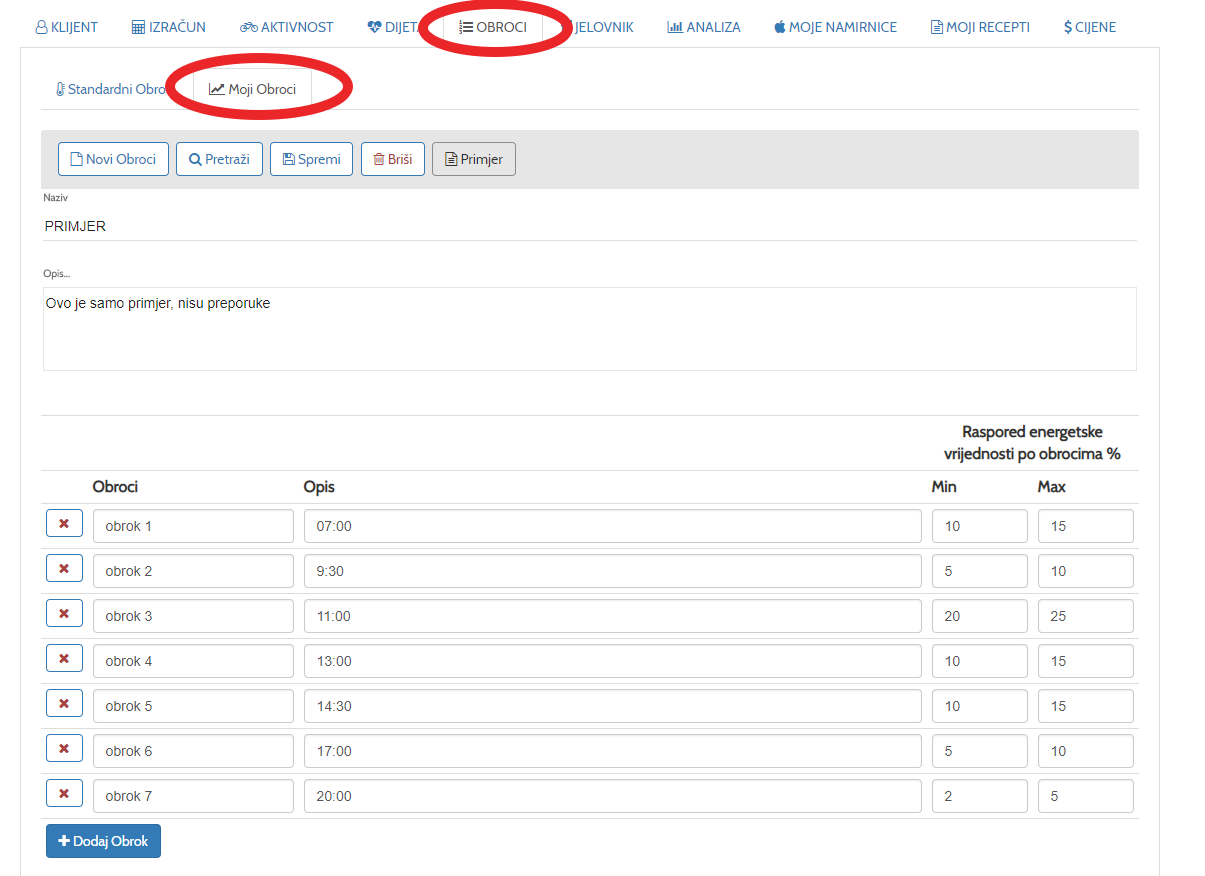 KLIJENT IZRAČUN AKTIVNOST DIJET OBROCI JELOVNIK ANALIZA MOJE NAMIRNICE MOJI RECEPTI $ CIJENE
Standardni Obro Moji Obroci
Novi Obroci Pretraži Spremi Briši Primjer
Naziv
PRIMJER
Opis...
Ovo je samo primjer, nisu preporuke
Raspored energetske
vrijednosti po obrocima %
Obroci Opis Min Max
obrok 1 07:00 10 15
obrok 2 9:30 5 10
obrok 3 11:00 20 25
obrok 4 13:00 10 15
obrok 5 14:30 10 15
obrok 6 17:00 5 10
obrok 7 20:00 2 5
+ Dodaj Obrok